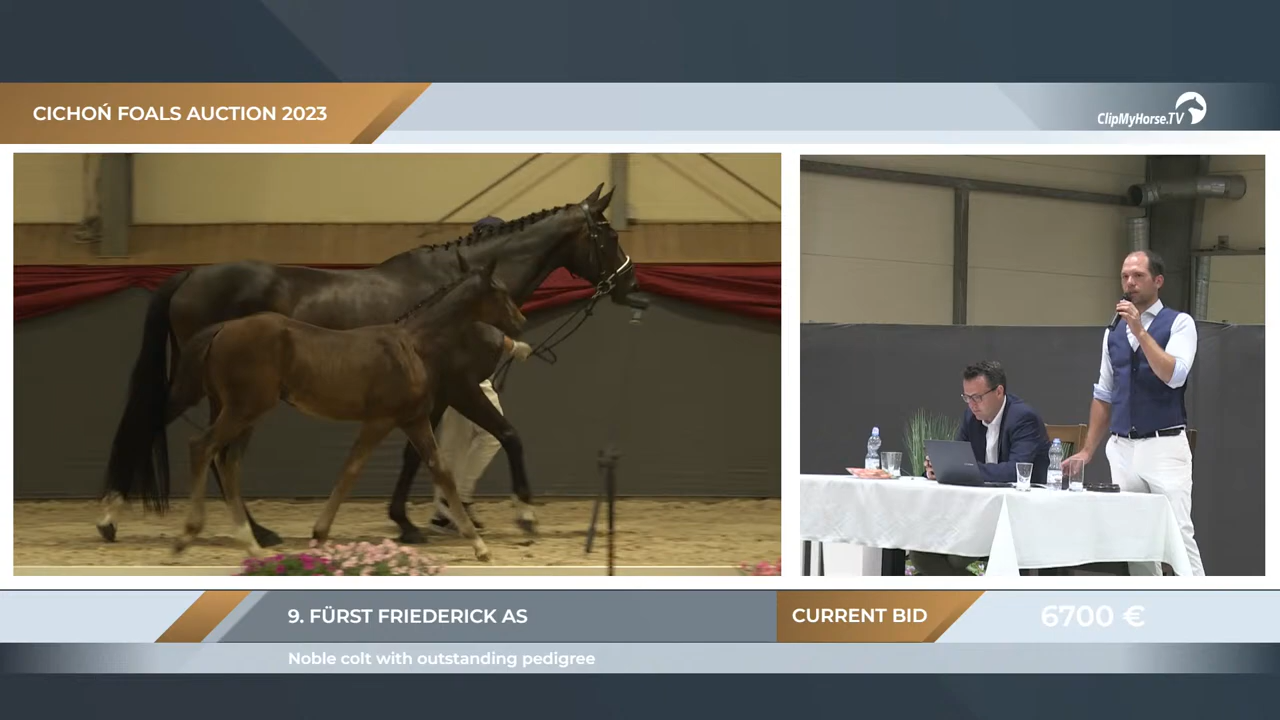 CICHOŃ FOALS AUCTION 2023
ClipMyHorse.TV
9. FÜRST FRIEDERICK AS
CURRENT BID
6700 €
Noble colt with outstanding pedigree